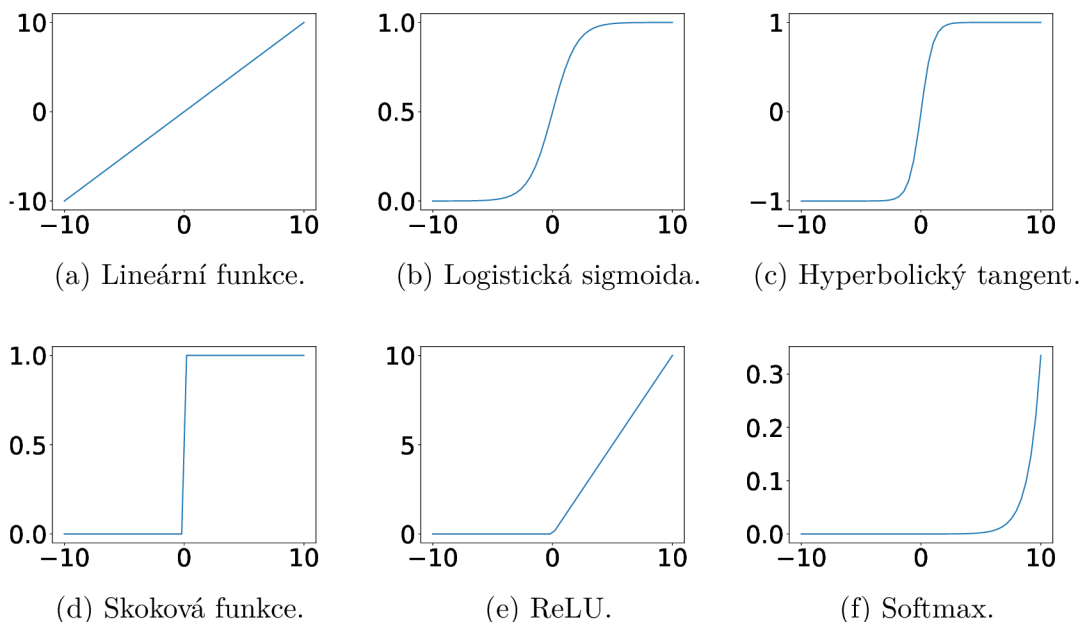 10
0
-10
−10 0 10
(a) Lineární funkce.
1.0
0.5
0.0
−10 0 10
(b) Logistická sigmoida.
1
0
−1
−10 0 10
(c) Hyperbolický tangent.
1.0
0.5
0.0
−10 0 10
(d) Skoková funkce.
10
5
0
−10 0 10
(e) ReLU.
0.3
0.2
0.1
0.0
−10 0 10
(f) Softmax.